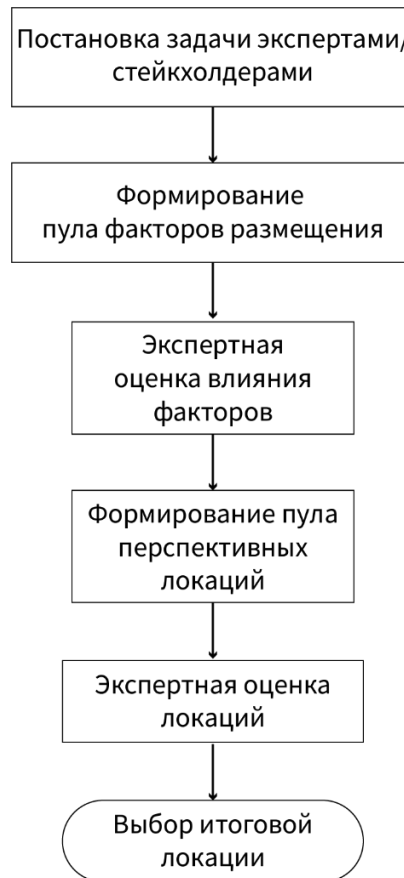 Постановка задачи экспертами/
стейкхолдерами
Формирование
пула факторов размещения
Экспертная
оценка влияния
факторов
Формирование пула
перспективных
локаций
Экспертная оценка
локаций
Выбор итоговой
локации